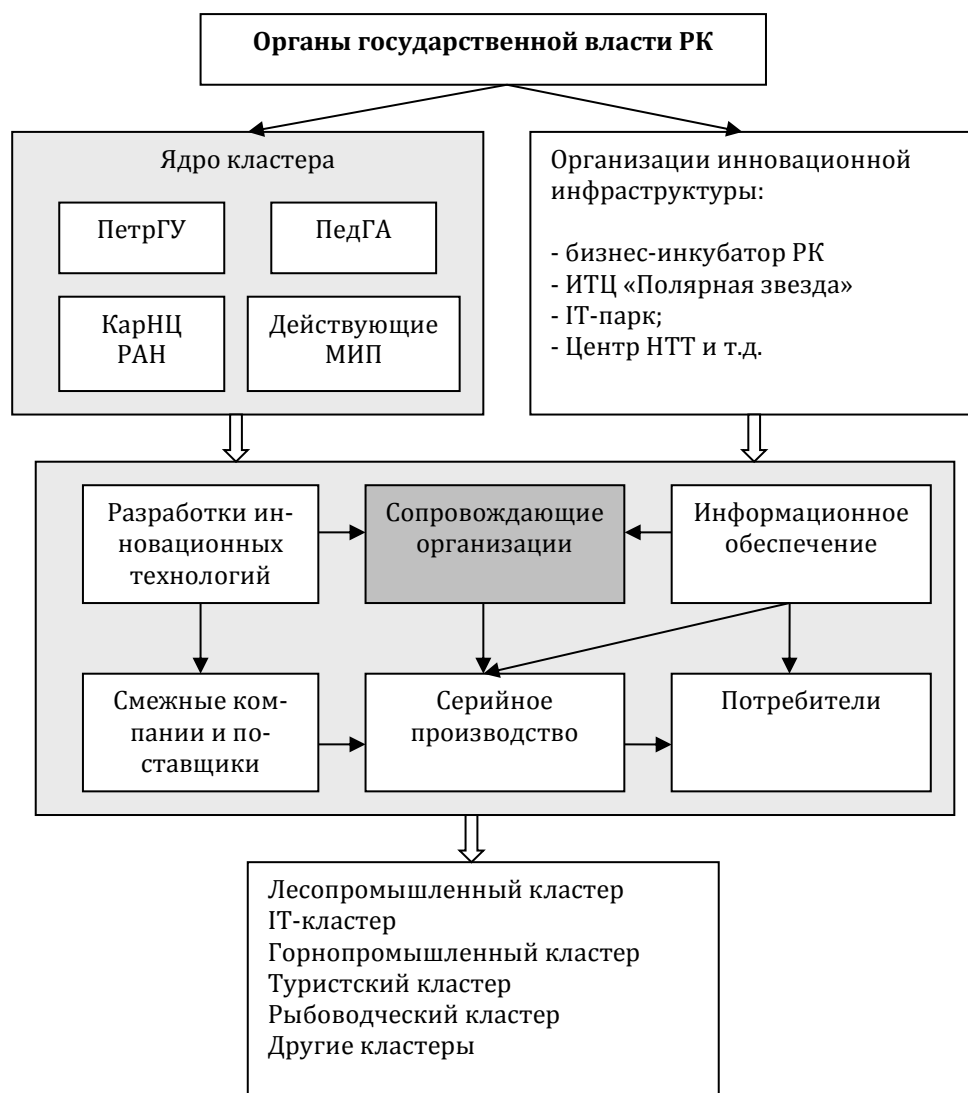 Органы государственной власти РК
Ядро кластера
ПетрГУ
ПедГА
КарНЦ
РАН
Действующие
МИП
Организации инновационной
инфраструктуры:
- бизнес-инкубатор РК
- ИТЦ «Полярная звезда»
- IT-парк;
- Центр НТТ и т.д.
Разработки ин-
новационных
технологий
Сопровождающие
организации
Информационное
обеспечение
Смежные ком-
пании и по-
ставщики
Серийное
производство
Потребители
Лесопромышленный кластер
IT-кластер
Горнопромышленный кластер
Туристский кластер
Рыбоводческий кластер
Другие кластеры